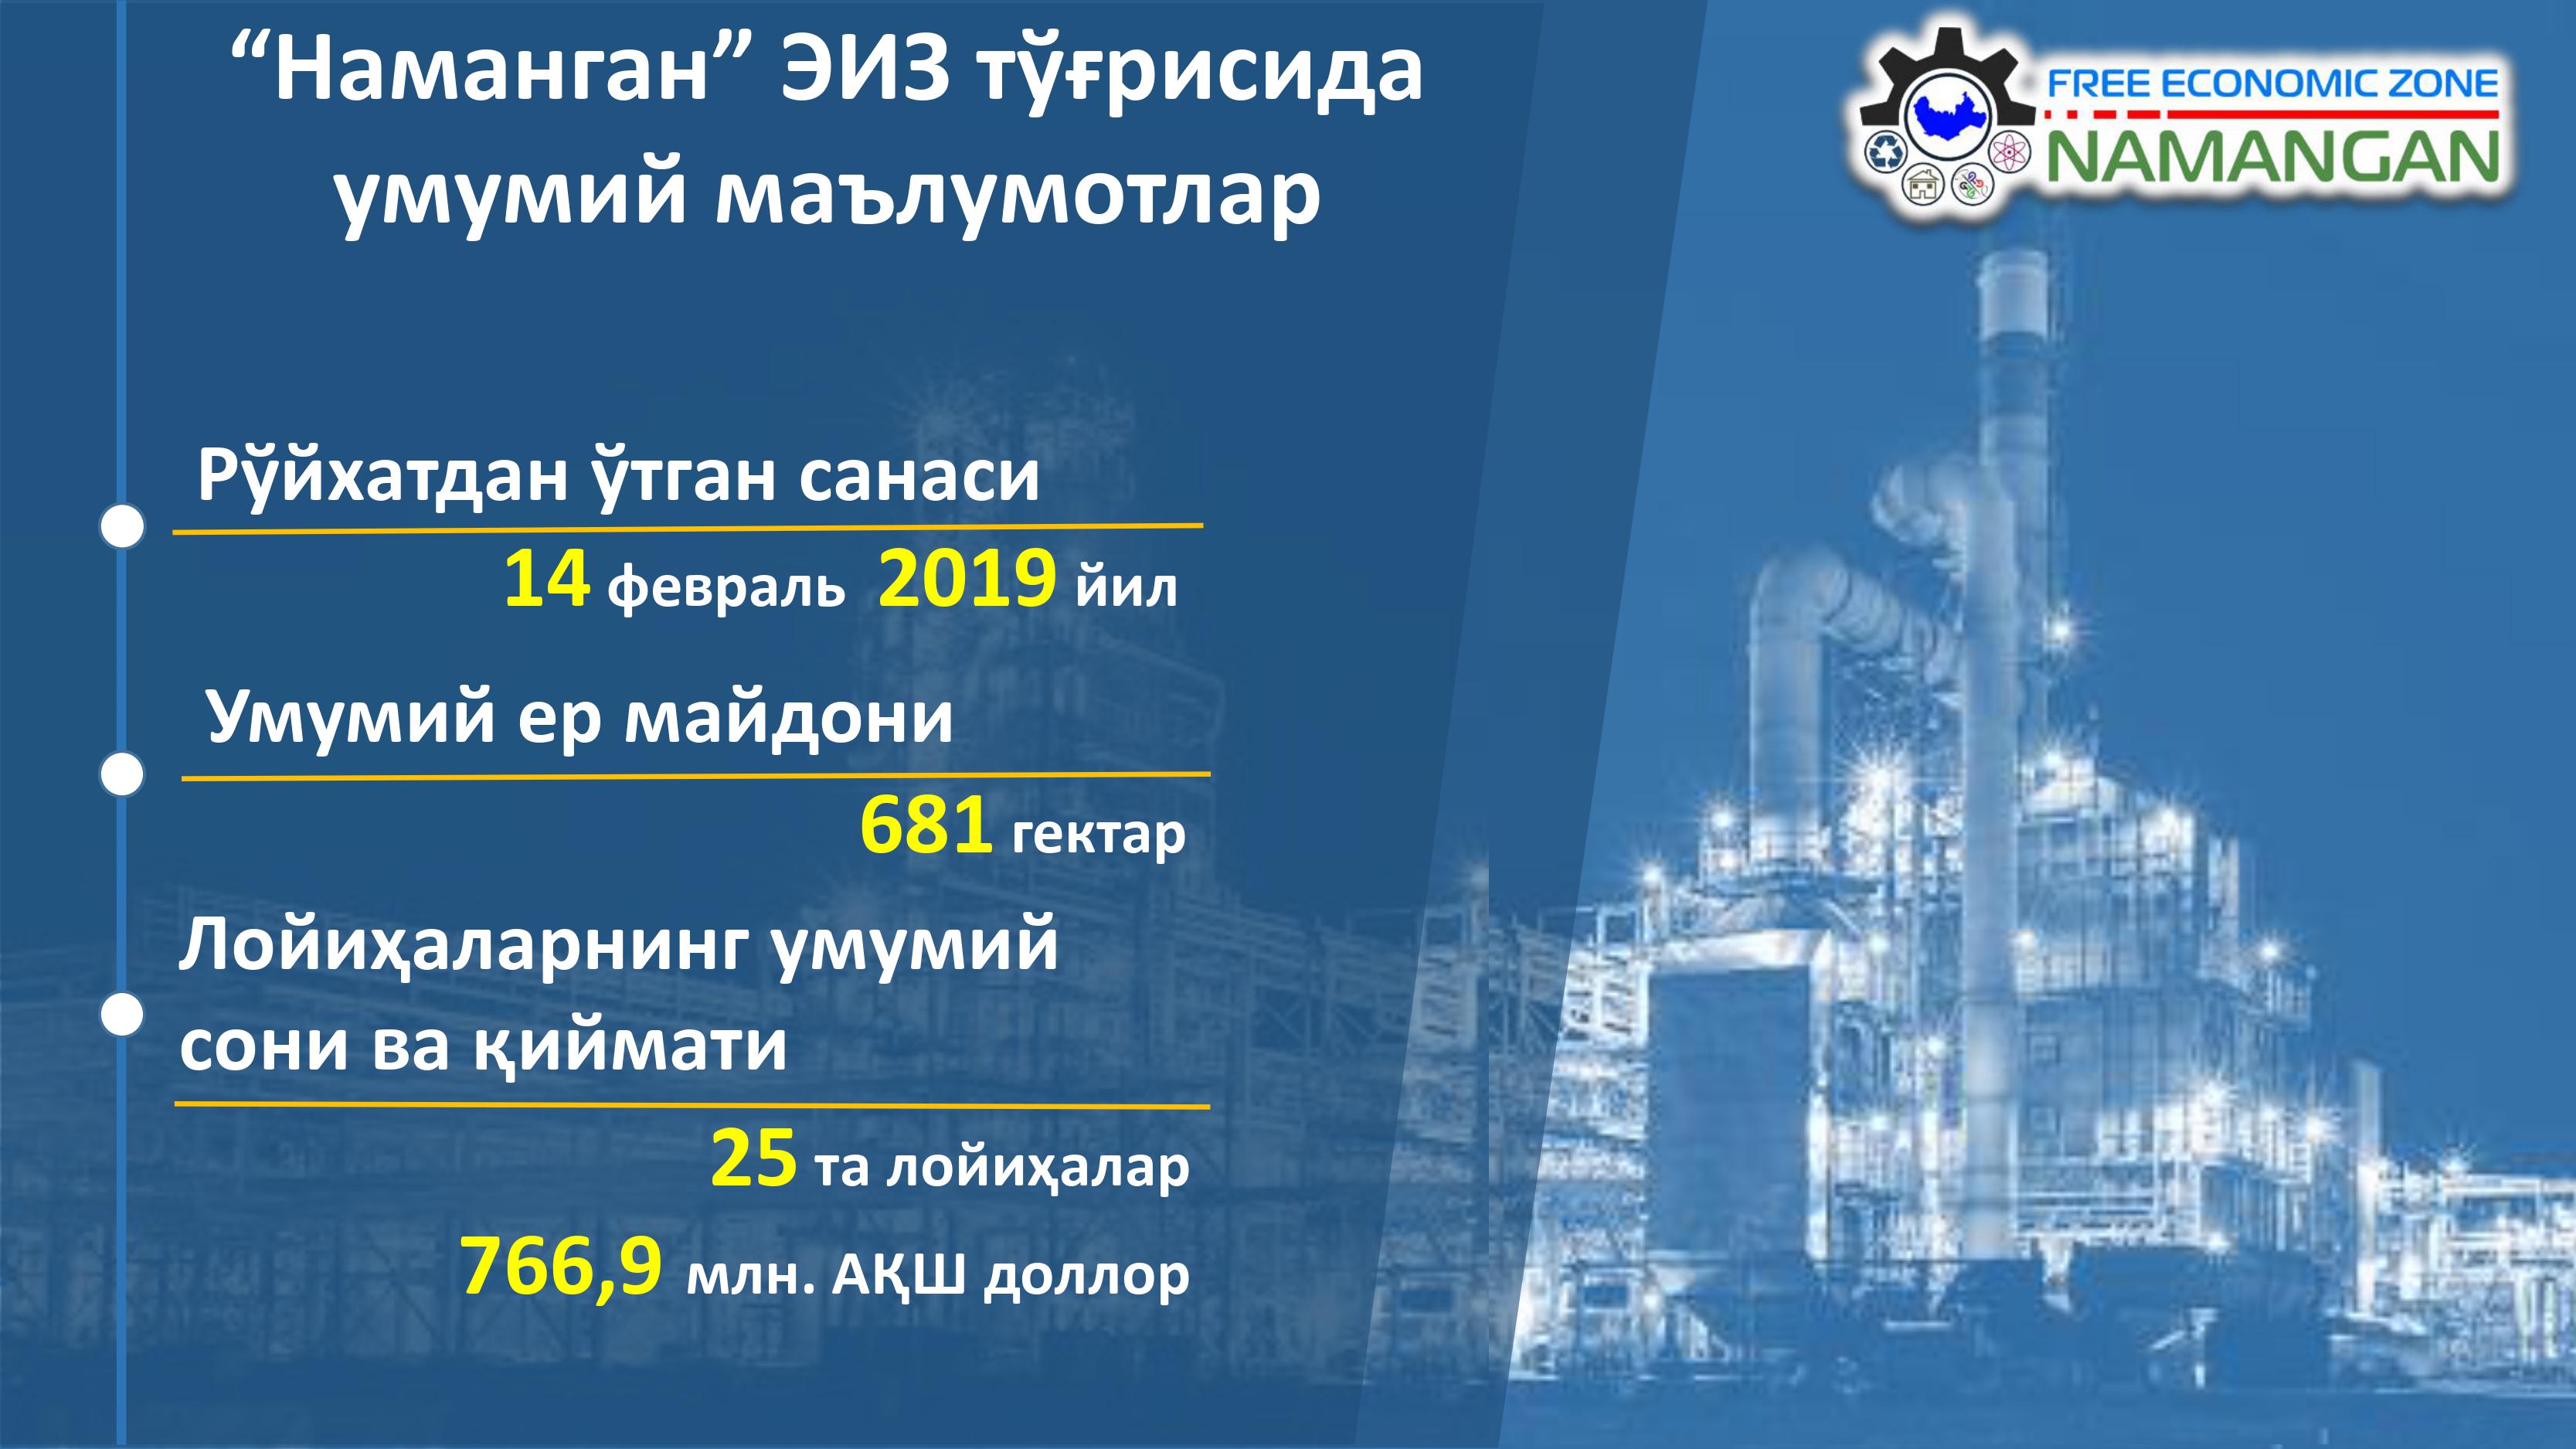 “Наманган” ЭИЗ тўғрисида
умумий маълумотлар
FREE ECONOMIC ZONE
NAMANGAN
Рўйхатдан ўтган санаси
14 февраль 2019 йил
Умумий ер майдони
681 гектар
Лойиҳаларнинг умумий
сони ва қиймати
25 та лойиҳалар
766,9 млн. АҚШ доллор